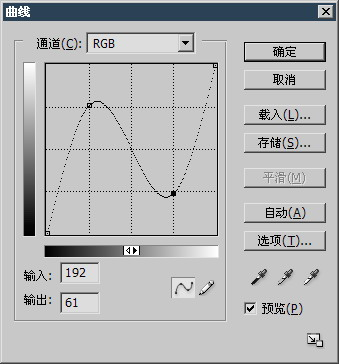 曲线
通道(C): RGB
确定
取消
载入(L)...
存储(S)...
平滑(M)
自动(A)
选项(T)...
输入: 192
输出: 61
预览(P)